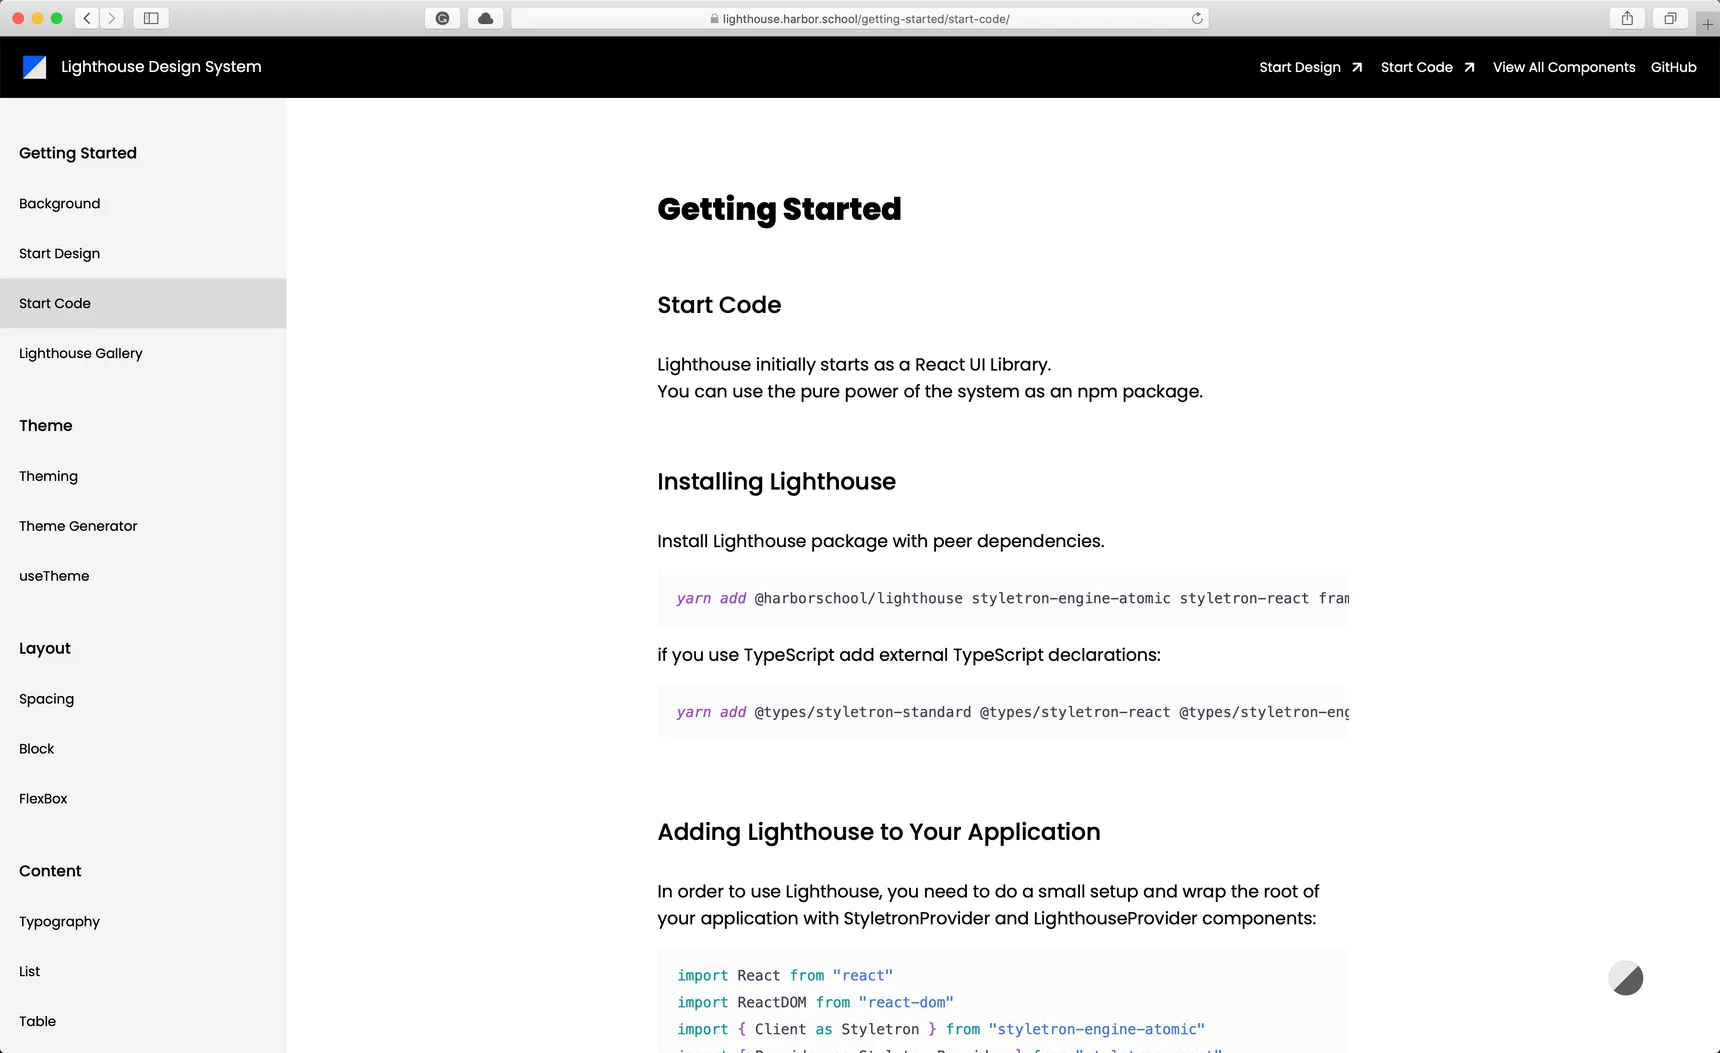 lighthouse.harbor.school/getting-started/start-code/
Lighthouse Design System
Start Design
Start Code
View All Components
GitHub
Getting Started
Background
Start Design
Start Code
Lighthouse Gallery
Theme
Theming
Theme Generator
useTheme
Layout
Spacing
Block
FlexBox
Content
Typography
List
Table
Getting Started
Start Code
Lighthouse initially starts as a React UI Library.
You can use the pure power of the system as an npm package.
Installing Lighthouse
Install Lighthouse package with peer dependencies.
yarn add @harborschool/lighthouse styletron-engine-atomic styletron-react fram
if you use TypeScript add external TypeScript declarations:
yarn add @types/styletron-standard @types/styletron-react @types/styletron-eng
Adding Lighthouse to Your Application
In order to use Lighthouse, you need to do a small setup and wrap the root of
your application with StyletronProvider and LighthouseProvider components:
import React from "react"
import ReactDOM from "react-dom"
import { Client as Styletron } from "styletron-engine-atomic"